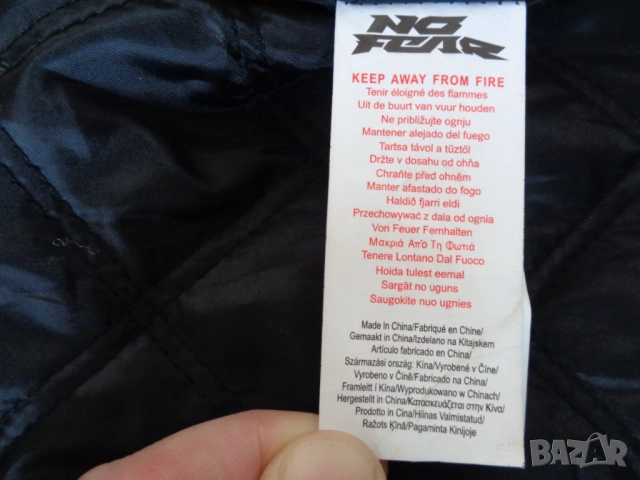 NO
FEAR
KEEP AWAY FROM FIRE
Tenir éloigné des flammes
Uit de buurt van vuur houden
Ne približujte ognju
Mantener alejado del fuego
Tartsa távol a tűztől
Držte v dosahu od ohňa
Chraňte před ohněm
Manter afastado do fogo
Haldið fjarri eldi
Przechowywać z dala od ognia
Von Feuer Fernhalten
Μακριά Από Τη Φωτιά
Tenere Lontano Dal Fuoco
Hoida tulest eemal
Sargāt no uguns
Saugokite nuo ugnies
Made in China/Fabriqué en Chine/
Gemaakt in China/Izdelano na Kitajskem
Artículo fabricado en China/
Származási ország: Kína/Vyrobené v Číne/
Vyrobeno v Číně/Fabricado na China/
Framleitt í Kína/Wyprodukowano w Chinach/
Hergestellt in China/Κατασκευάζεται στην Κίνα/
Prodotto in Cina/Hiinas Valmistatud/
Ražots Ķīnā/Pagaminta Kinijoje
BAZAR
bg